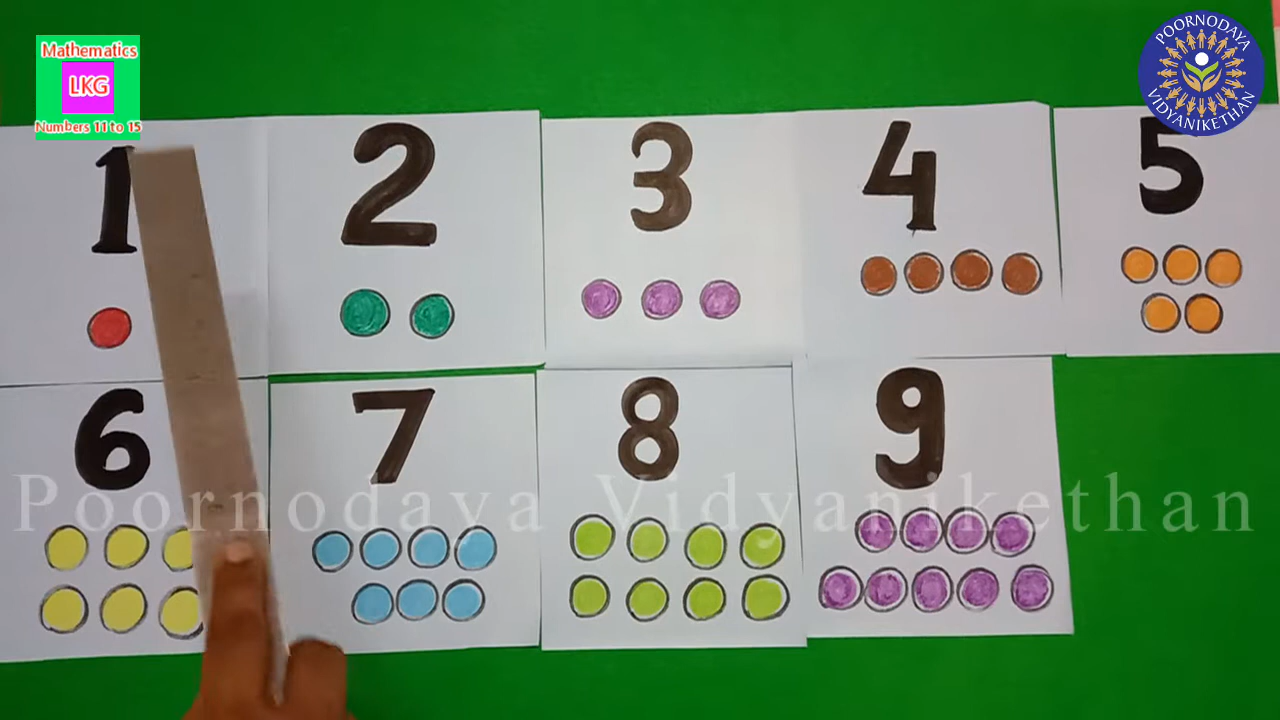 Mathematics
LKG
Numbers 11 to 15
POORNODAYA
VIDYANIKETHAN
1 2 3 4 5
6 7 8 9
Poornodaya Vidyanikethan